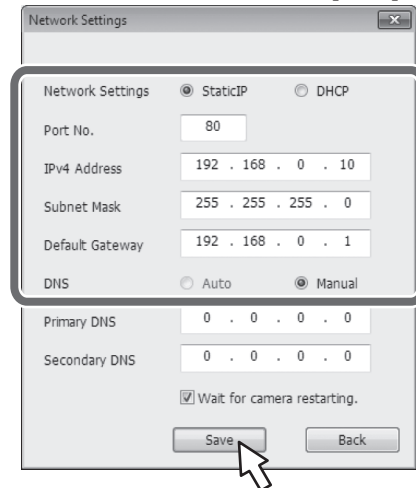 Network Settings
Network Settings StaticIP DHCP
Port No. 80
IPv4 Address 192 . 168 . 0 . 10
Subnet Mask 255 . 255 . 255 . 0
Default Gateway 192 . 168 . 0 . 1
DNS Auto Manual
Primary DNS 0 . 0 . 0 . 0
Secondary DNS 0 . 0 . 0 . 0
Wait for camera restarting.
Save Back